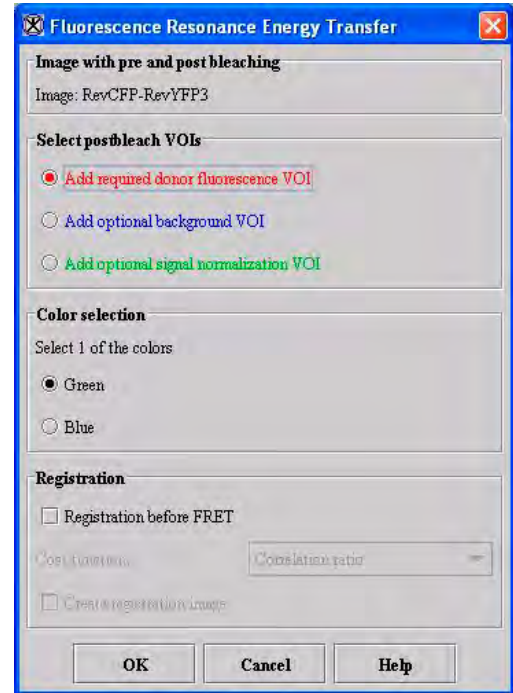 Fluorescence Resonance Energy Transfer
Image with pre and post bleaching
Image: RevCFP-RevYFP3
Select postbleach VOIs
Add required donor fluorescence VOI
Add optional background VOI
Add optional signal normalization VOI
Color selection
Select 1 of the colors
Green
Blue
Registration
Registration before FRET
Cost function: Correlation ratio
Create registration image
OK Cancel Help